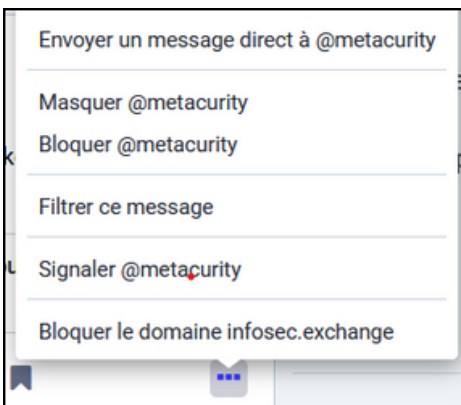 Envoyer un message direct à @metacurity
Masquer @metacurity
Bloquer @metacurity
Filtrer ce message
Signaler @metacurity
Bloquer le domaine infosec.exchange